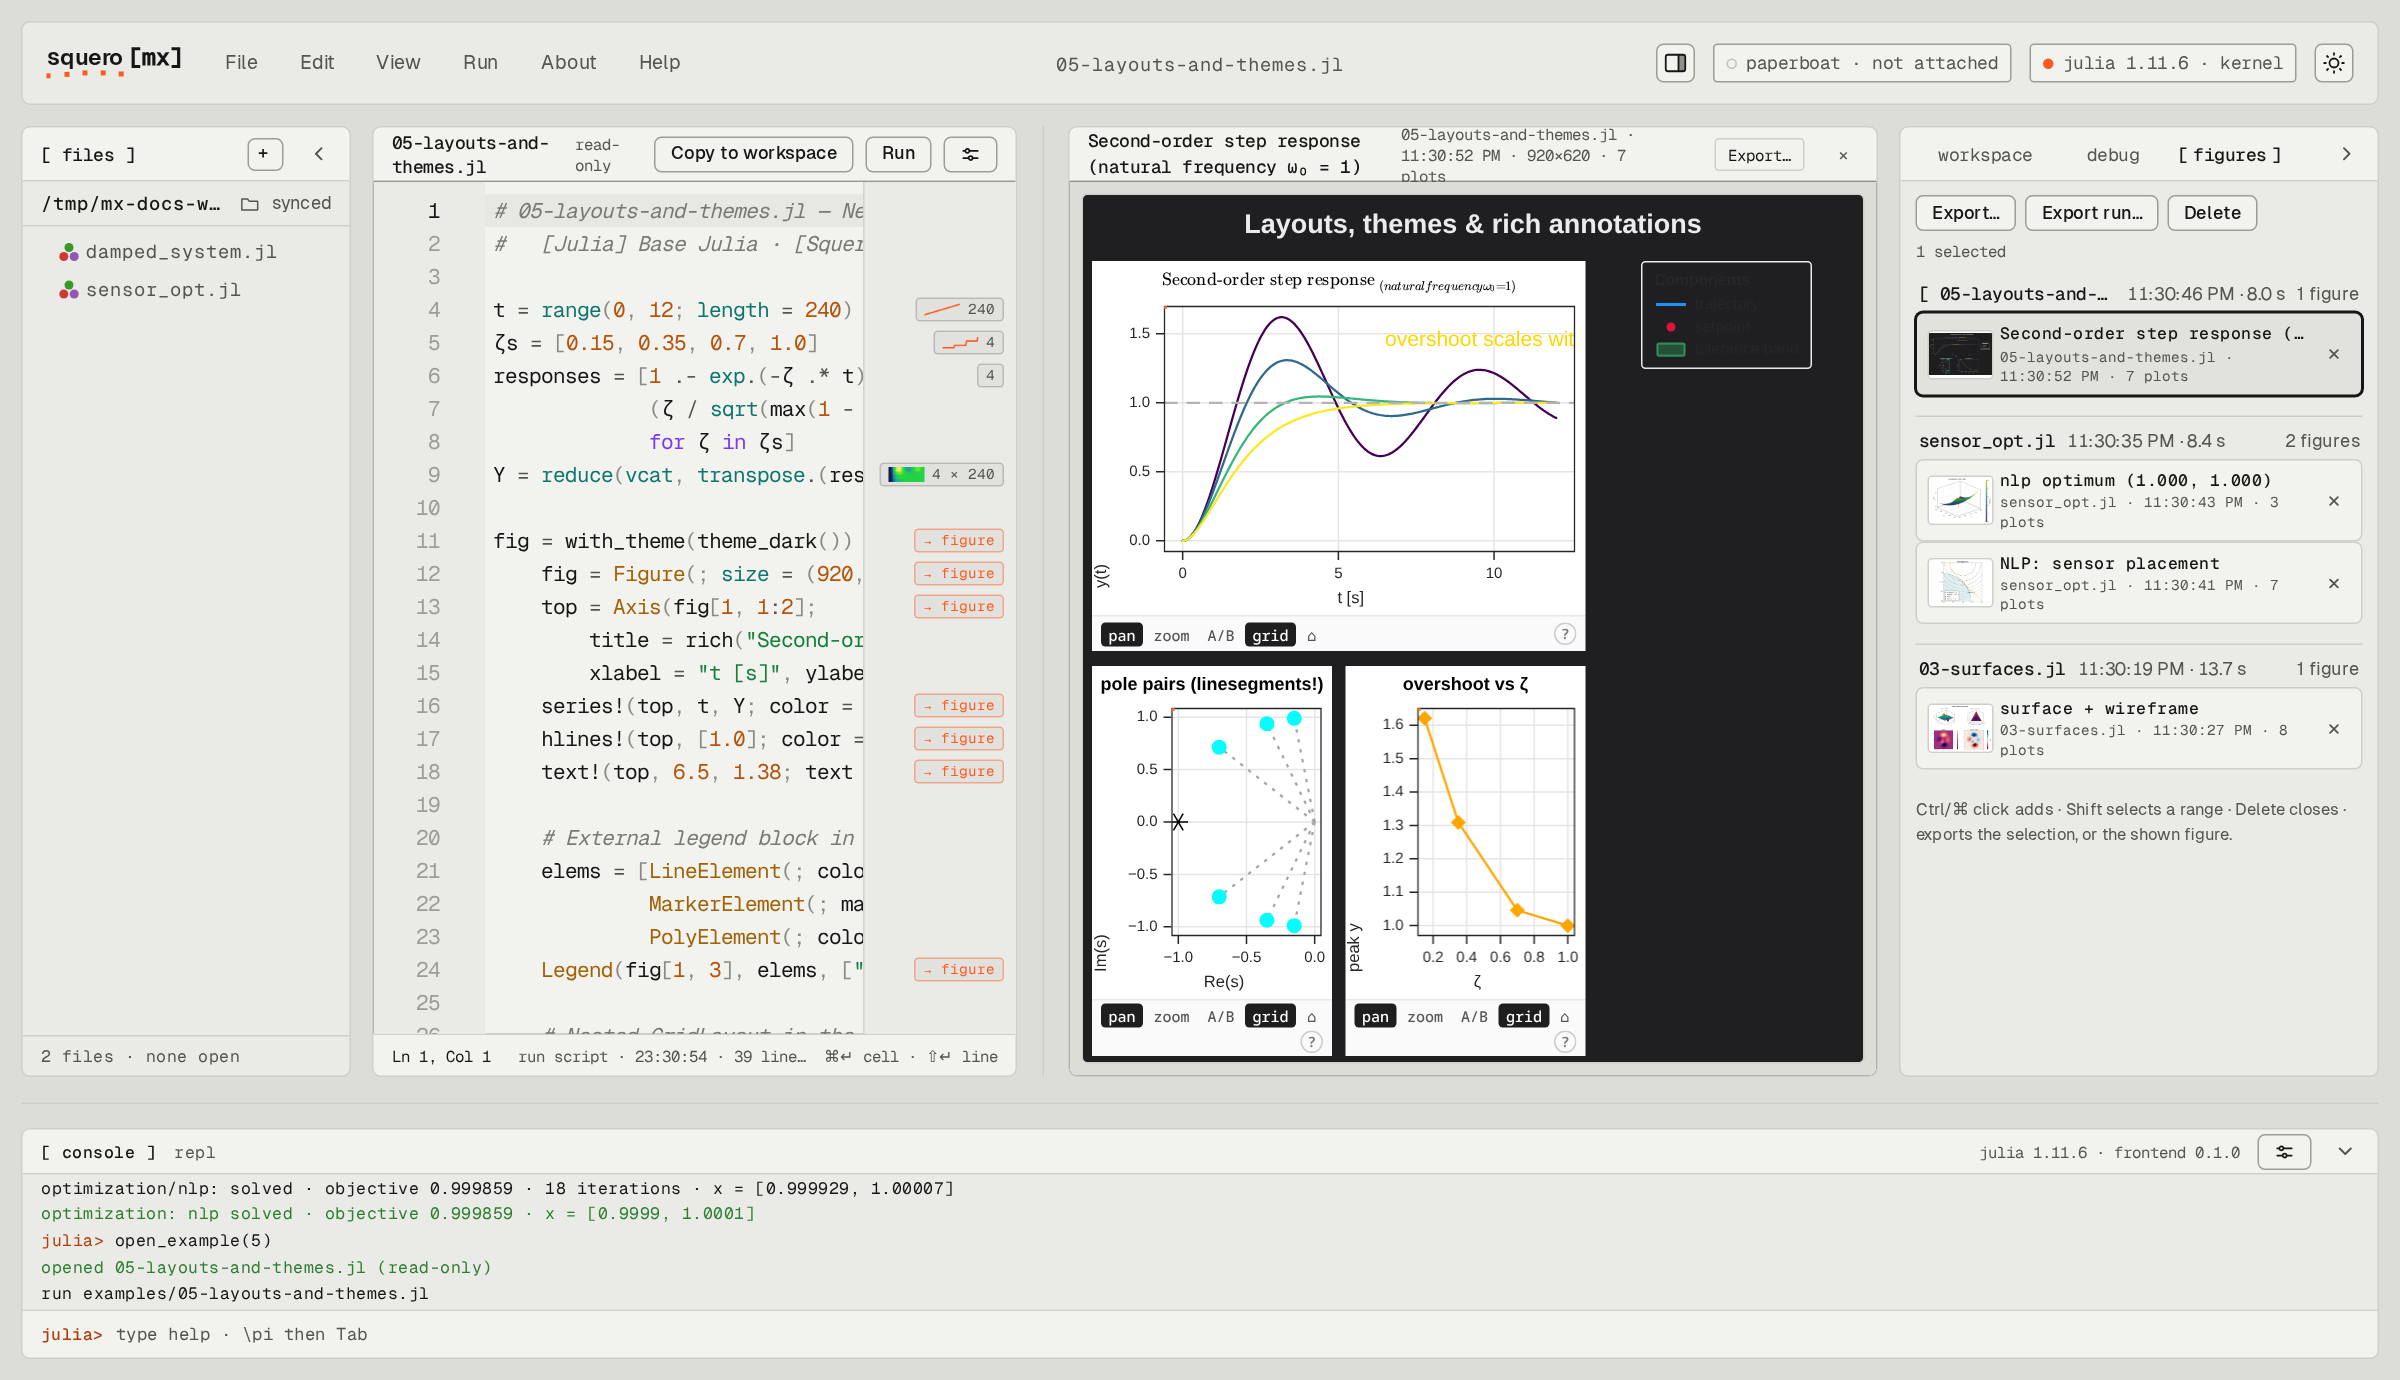 squero [mx]
File Edit View Run About Help
05-layouts-and-themes.jl
paperboat · not attached
julia 1.11.6 · kernel
[ files ] + <
/tmp/mx-docs-w… synced
damped_system.jl
sensor_opt.jl
2 files · none open
05-layouts-and-
themes.jl
read-
only
Copy to workspace
Run
1 # 05-layouts-and-themes.jl — Ne
2 #   [Julia] Base Julia · [Squer
3
4 t = range(0, 12; length = 240) 240
5 ζs = [0.15, 0.35, 0.7, 1.0] 4
6 responses = [1 .- exp.(-ζ .* t) 4
7 (ζ / sqrt(max(1 -
8 for ζ in ζs]
9 Y = reduce(vcat, transpose.(res 4 × 240
10
11 fig = with_theme(theme_dark()) → figure
12 fig = Figure(; size = (920, → figure
13 top = Axis(fig[1, 1:2]; → figure
14 title = rich("Second-or
15 xlabel = "t [s]", ylabe
16 series!(top, t, Y; color = → figure
17 hlines!(top, [1.0]; color = → figure
18 text!(top, 6.5, 1.38; text → figure
19
20 # External legend block in
21 elems = [LineElement(; colo
22 MarkerElement(; ma
23 PolyElement(; colo
24 Legend(fig[1, 3], elems, [" → figure
25
26 # Nested GridLayout in the
Ln 1, Col 1 run script · 23:30:54 · 39 line… ⌘↵ cell · ⇧↵ line
Second-order step response
(natural frequency ω₀ = 1)
05-layouts-and-themes.jl ·
11:30:52 PM · 920×620 · 7
plots
Export… ×
Layouts, themes & rich annotations
Second-order step response (naturalfrequencyω₀=1)
overshoot scales wit
1.5
1.0
0.5
0.0
0 5 10
y(t)
t [s]
pan zoom A/B grid ⌂ ?
Components
trajectory
setpoint
tolerance band
pole pairs (linesegments!)
1.0
0.5
0.0
−0.5
−1.0
−1.0 −0.5 0.0
Im(s)
Re(s)
pan zoom A/B grid ⌂
?
overshoot vs ζ
1.6
1.5
1.4
1.3
1.2
1.1
1.0
0.2 0.4 0.6 0.8 1.0
peak y
ζ
pan zoom A/B grid ⌂
?
workspace debug [ figures ] >
Export… Export run… Delete
1 selected
[ 05-layouts-and-… 11:30:46 PM · 8.0 s 1 figure
Second-order step response (…
05-layouts-and-themes.jl ·
11:30:52 PM · 7 plots
×
sensor_opt.jl 11:30:35 PM · 8.4 s 2 figures
nlp optimum (1.000, 1.000)
sensor_opt.jl · 11:30:43 PM · 3
plots
×
NLP: sensor placement
sensor_opt.jl · 11:30:41 PM · 7
plots
×
03-surfaces.jl 11:30:19 PM · 13.7 s 1 figure
surface + wireframe
03-surfaces.jl · 11:30:27 PM · 8
plots
×
Ctrl/⌘ click adds · Shift selects a range · Delete closes ·
exports the selection, or the shown figure.
[ console ] repl
julia 1.11.6 · frontend 0.1.0
optimization/nlp: solved · objective 0.999859 · 18 iterations · x = [0.999929, 1.00007]
optimization: nlp solved · objective 0.999859 · x = [0.9999, 1.0001]
julia> open_example(5)
opened 05-layouts-and-themes.jl (read-only)
run examples/05-layouts-and-themes.jl
julia> type help · \pi then Tab